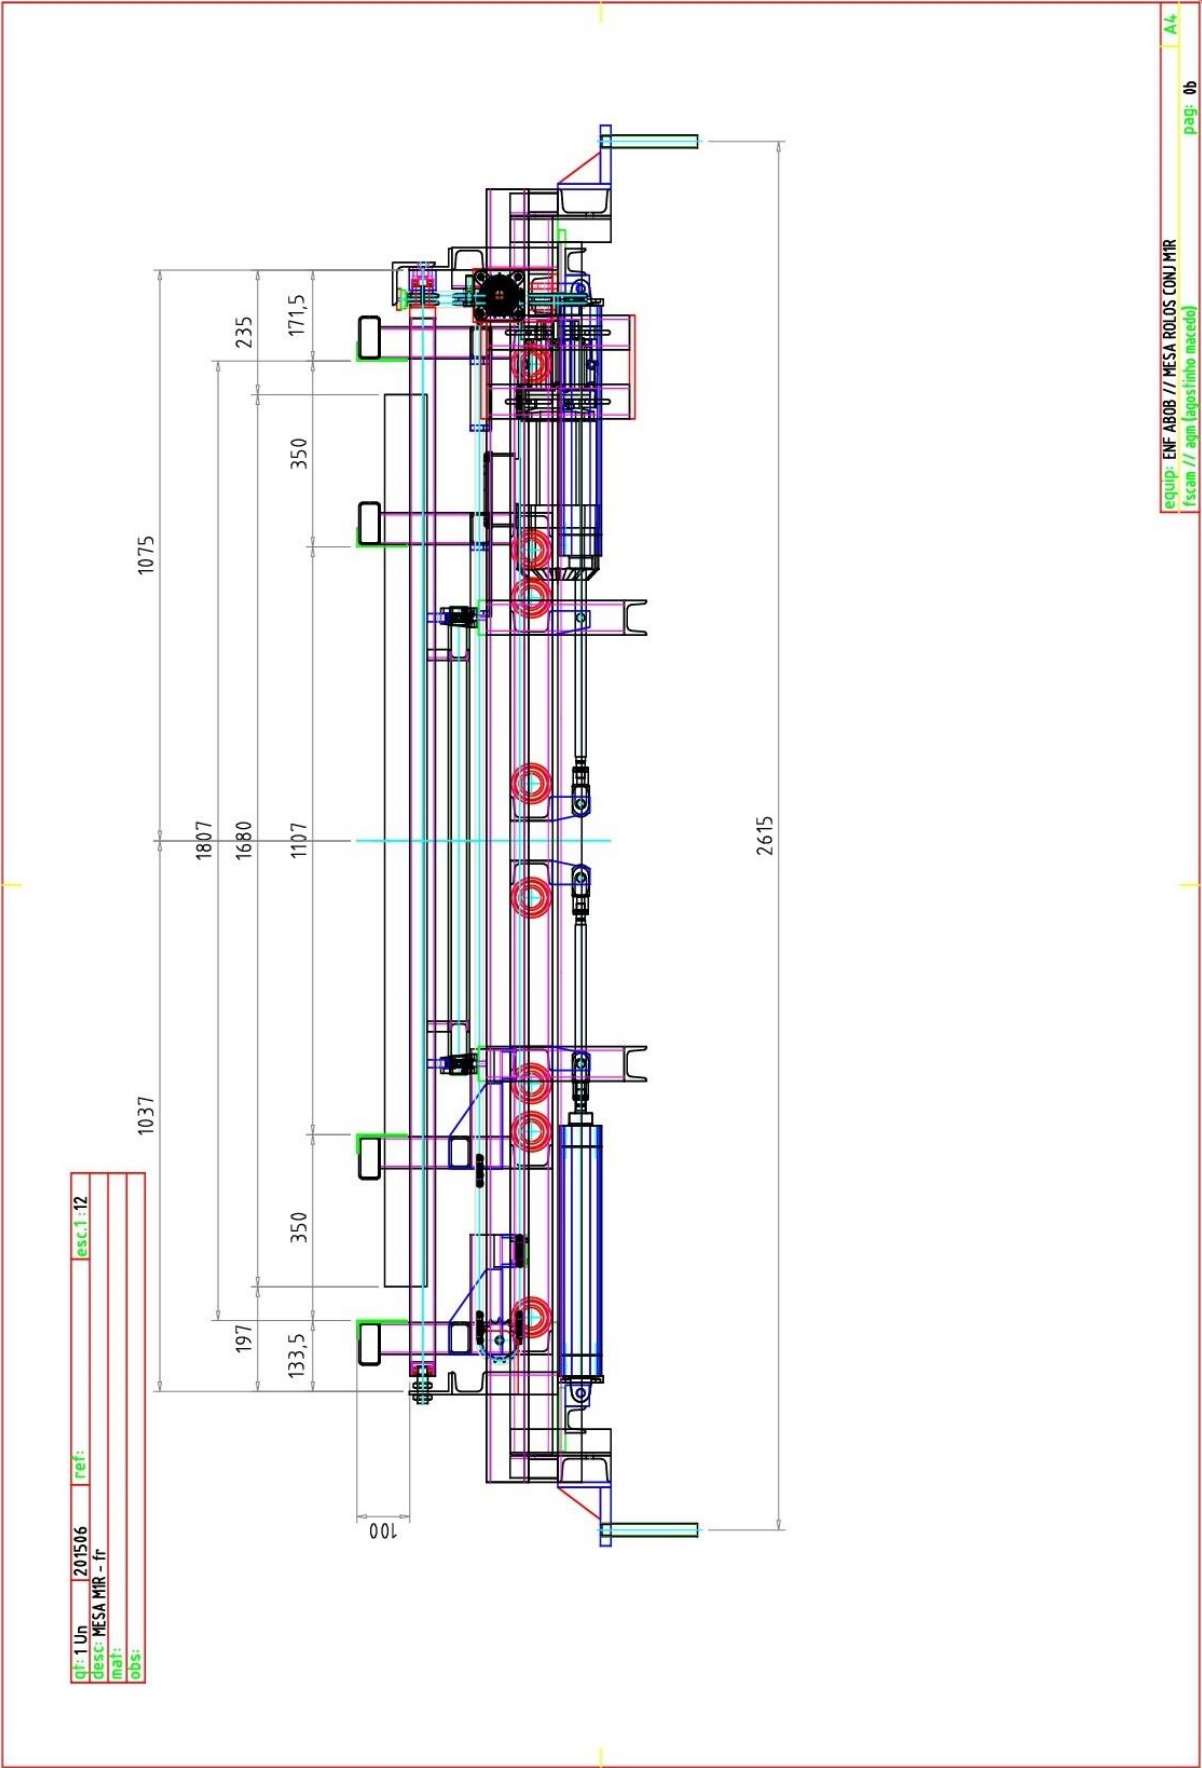 qt: 1 Un 201506 ref: esc.1 :12
desc: MESA M1R - fr
mat:
obs:
1037 1075
1807
197 1680 235
133,5 350 1107 350 171,5
100
2615
equip: ENF ABOB // MESA ROLOS CONJ M1R A4
fscam // agm (agostinho macedo) pag: 0b